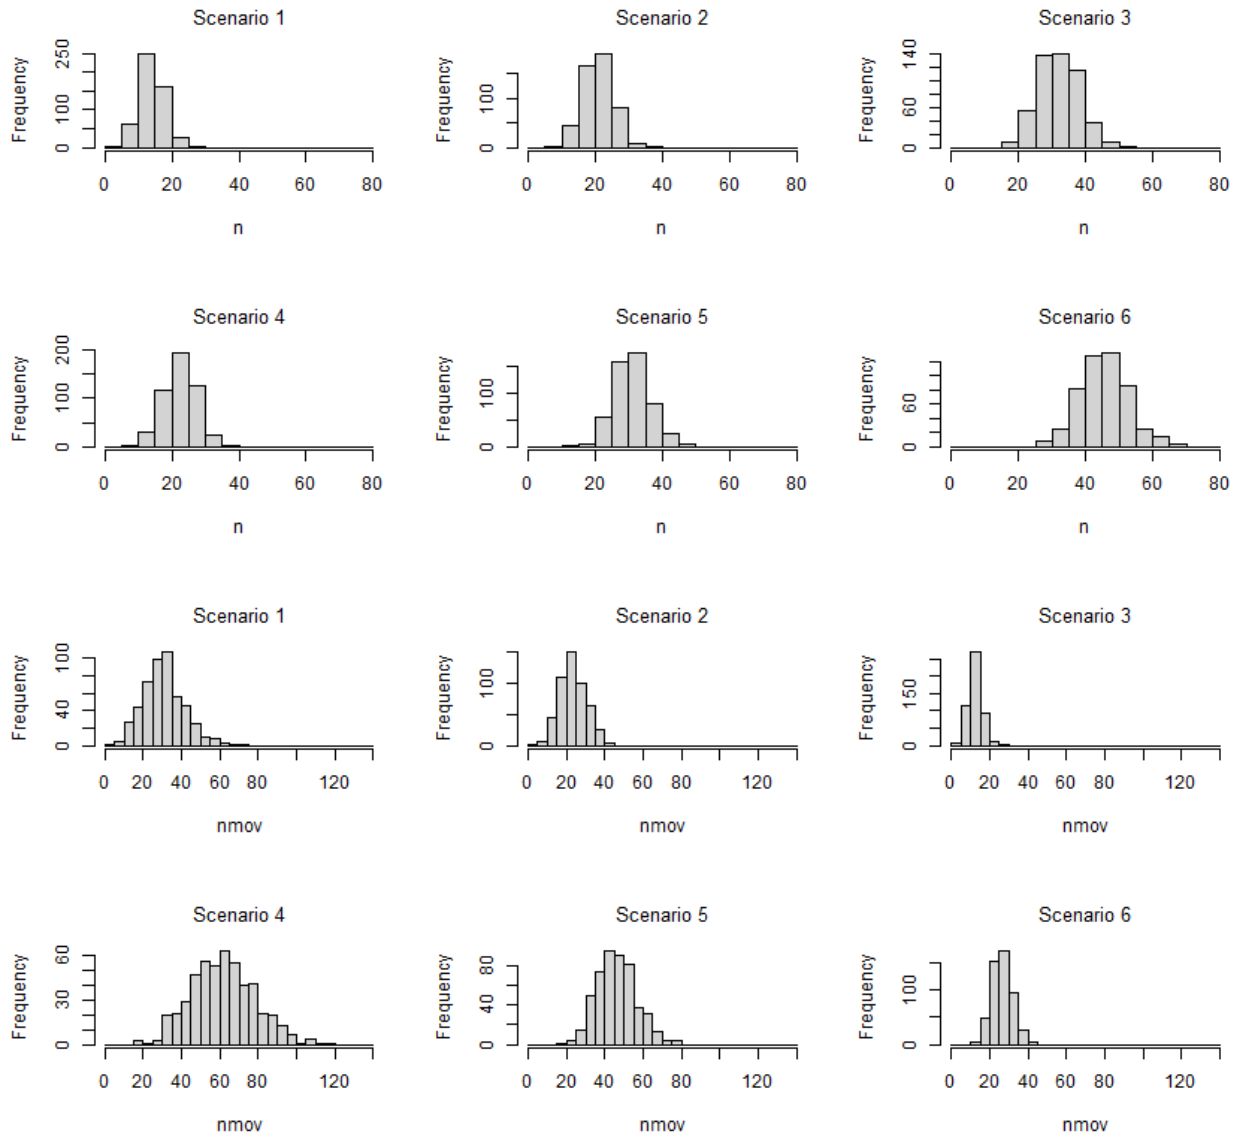 Scenario 1 Scenario 2 Scenario 3
Frequency Frequency Frequency
0 100 250 0 100 0 60 140
0 20 40 60 80 0 20 40 60 80 0 20 40 60 80
n n n
Scenario 4 Scenario 5 Scenario 6
Frequency Frequency Frequency
0 100 200 0 100 0 60
0 20 40 60 80 0 20 40 60 80 0 20 40 60 80
n n n
Scenario 1 Scenario 2 Scenario 3
Frequency Frequency Frequency
0 40 100 0 100 0 150
0 20 40 60 80 120 0 20 40 60 80 120 0 20 40 60 80 120
nmov nmov nmov
Scenario 4 Scenario 5 Scenario 6
Frequency Frequency Frequency
0 30 60 0 40 80 0 100
0 20 40 60 80 120 0 20 40 60 80 120 0 20 40 60 80 120
nmov nmov nmov